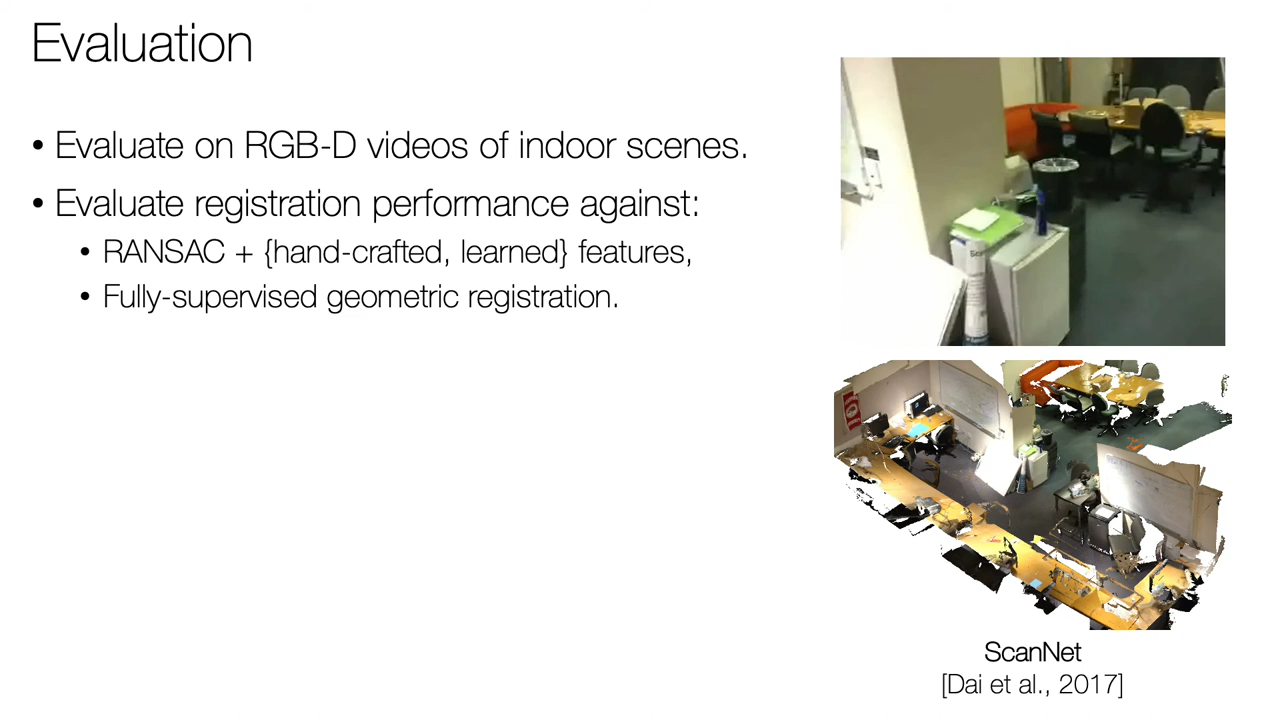 Evaluation
• Evaluate on RGB-D videos of indoor scenes.
• Evaluate registration performance against:
• RANSAC + {hand-crafted, learned} features,
• Fully-supervised geometric registration.
ScanNet
[Dai et al., 2017]